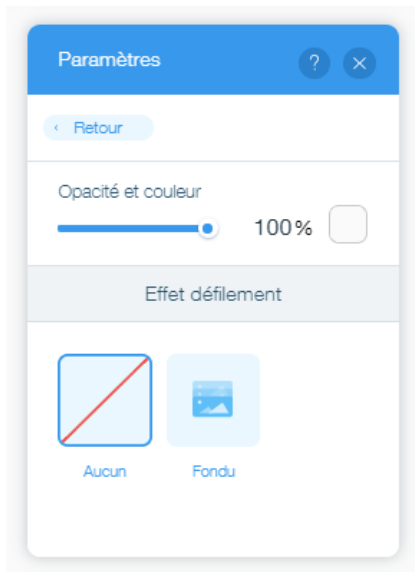 Paramètres ? ×
‹ Retour
Opacité et couleur
100%
Effet défilement
Aucun Fondu